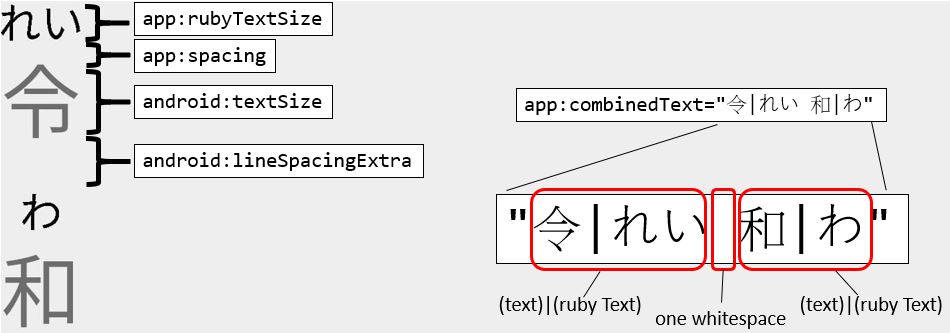 れい
app:rubyTextSize
app:spacing
令
android:textSize
android:lineSpacingExtra
わ
和
app:combinedText="令|れい 和|わ"
"令|れい 和|わ"
(text)|(ruby Text)
one whitespace
(text)|(ruby Text)